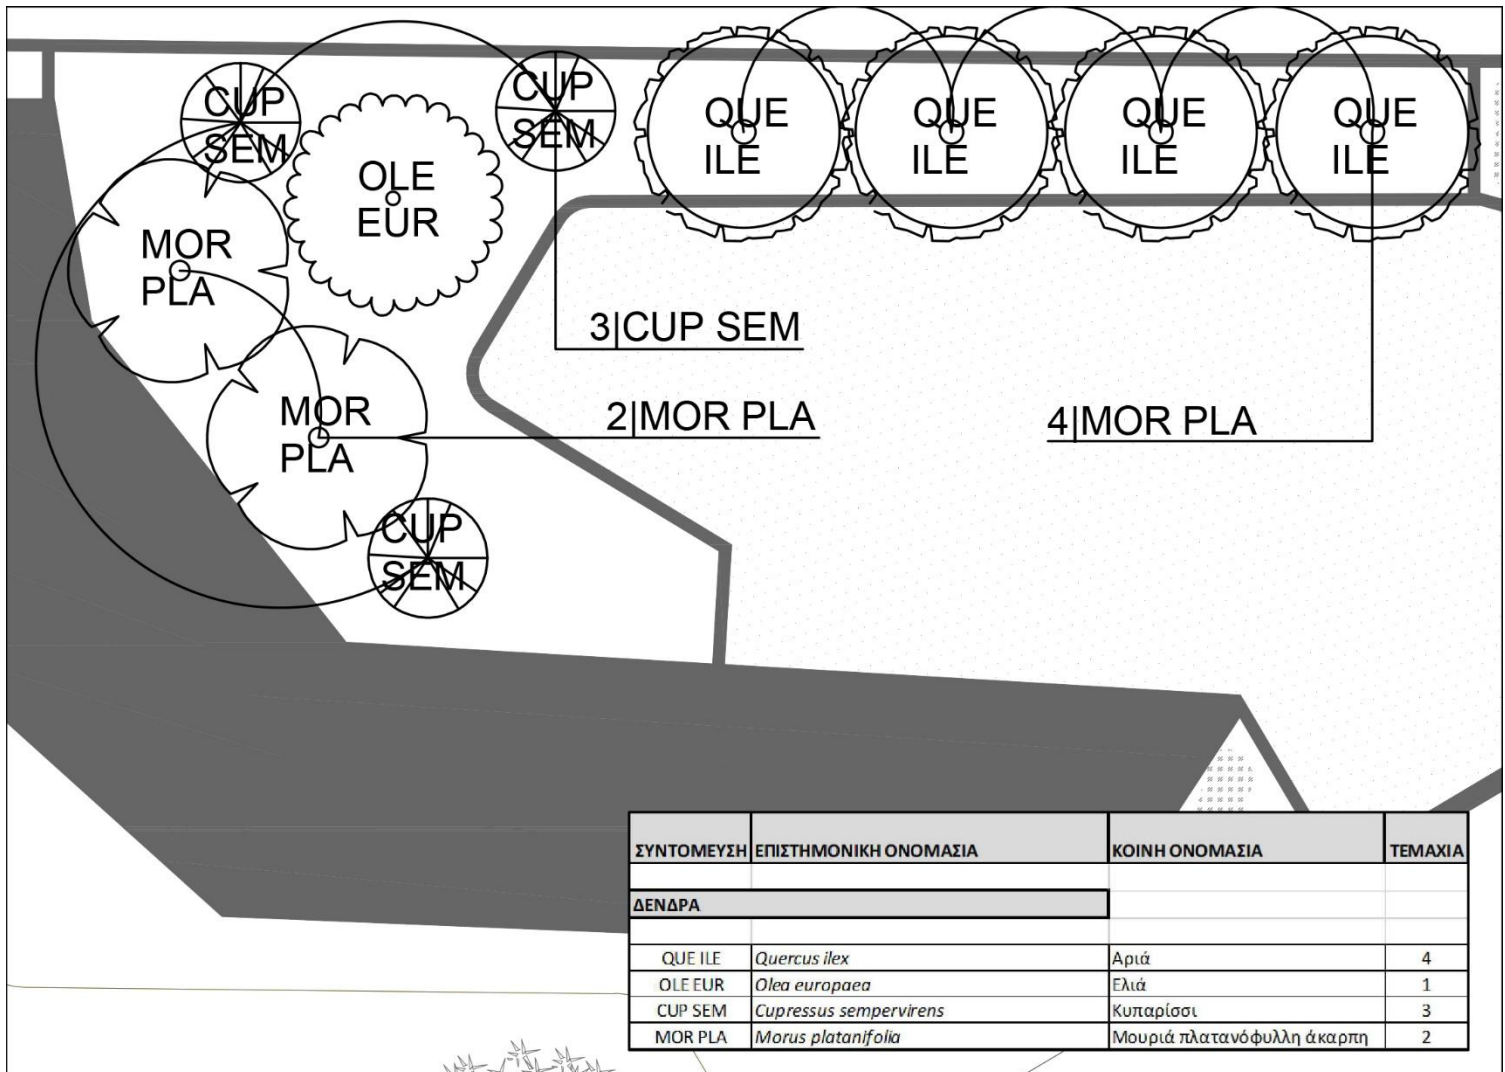 CUP
SEM
CUP
SEM
QUE
ILE
QUE
ILE
QUE
ILE
QUE
ILE
OLE
EUR
MOR
PLA
3|CUP SEM
MOR
PLA
2|MOR PLA
4|MOR PLA
CUP
SEM
ΣΥΝΤΟΜΕΥΣΗ ΕΠΙΣΤΗΜΟΝΙΚΗ ΟΝΟΜΑΣΙΑ ΚΟΙΝΗ ΟΝΟΜΑΣΙΑ ΤΕΜΑΧΙΑ
ΔΕΝΔΡΑ
QUE ILE Quercus ilex Αριά 4
OLE EUR Olea europaea Ελιά 1
CUP SEM Cupressus sempervirens Κυπαρίσσι 3
MOR PLA Morus platanifolia Μουριά πλατανόφυλλη άκαρπη 2